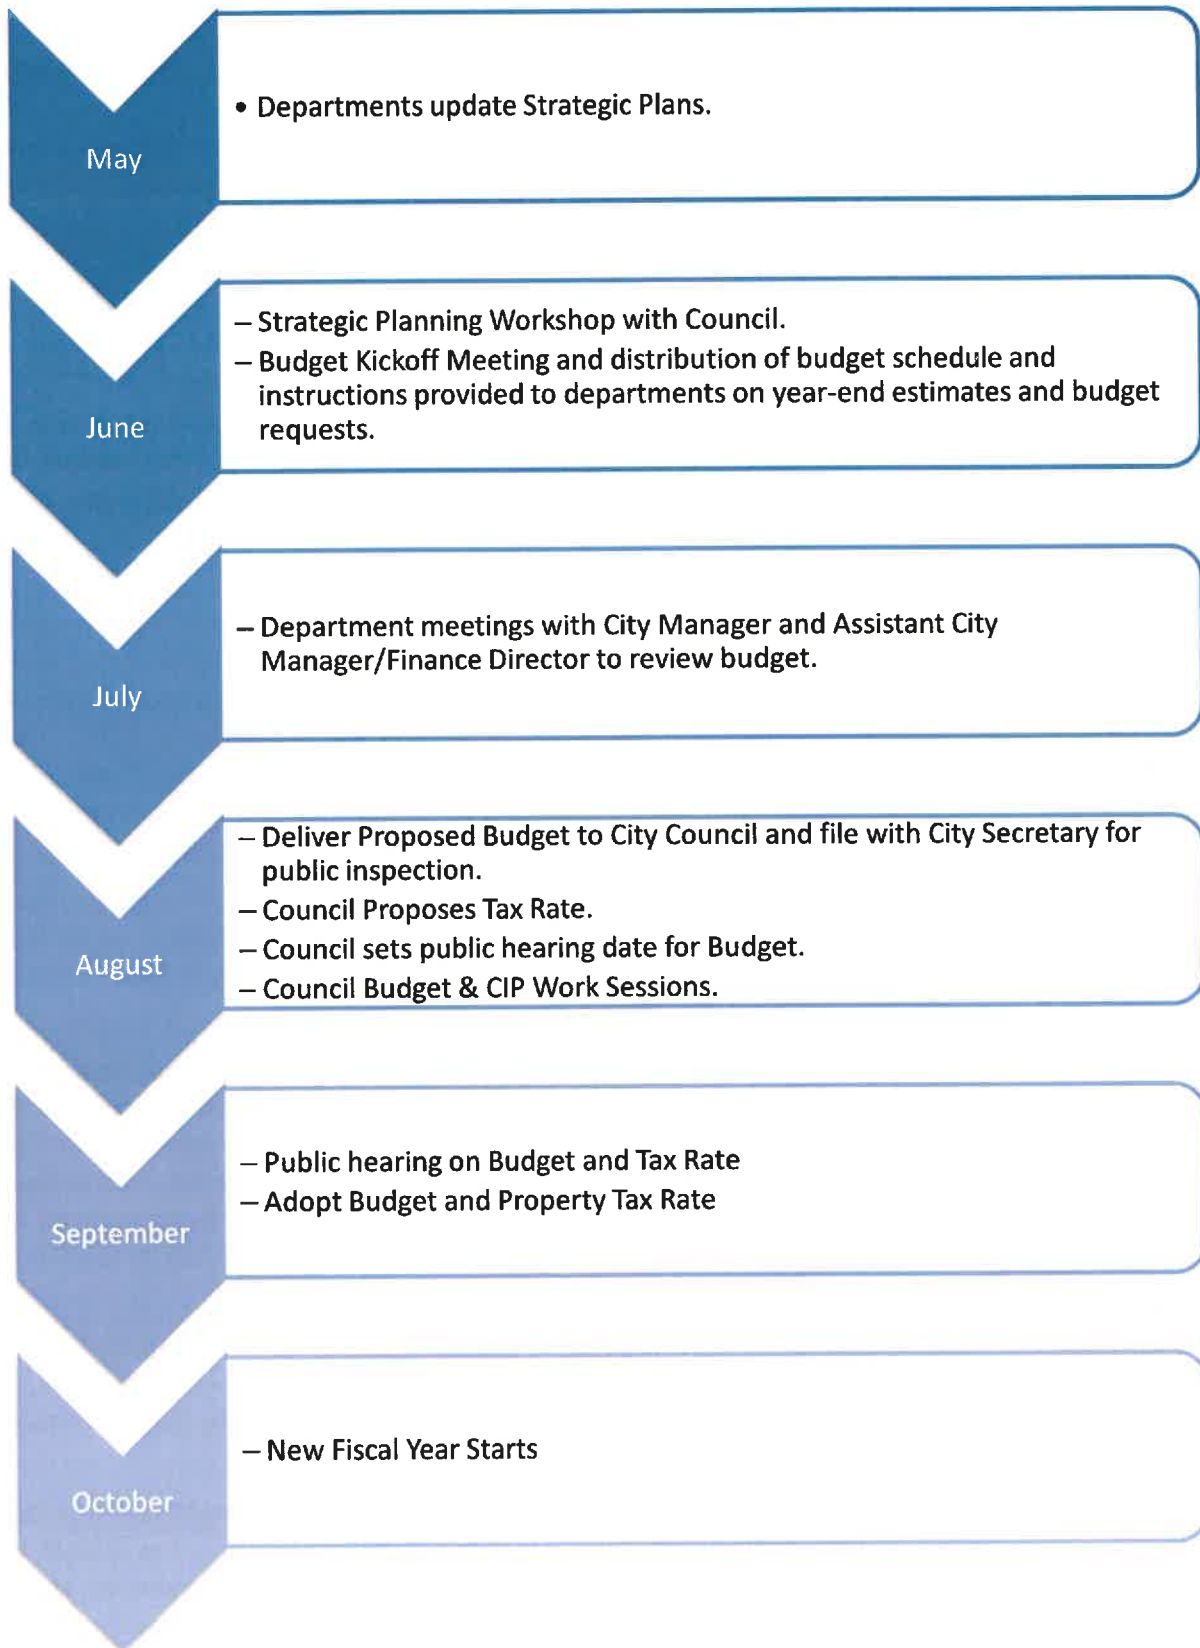 May
• Departments update Strategic Plans.
June
– Strategic Planning Workshop with Council.
– Budget Kickoff Meeting and distribution of budget schedule and
instructions provided to departments on year-end estimates and budget
requests.
July
– Department meetings with City Manager and Assistant City
Manager/Finance Director to review budget.
August
– Deliver Proposed Budget to City Council and file with City Secretary for
public inspection.
– Council Proposes Tax Rate.
– Council sets public hearing date for Budget.
– Council Budget & CIP Work Sessions.
September
– Public hearing on Budget and Tax Rate
– Adopt Budget and Property Tax Rate
October
– New Fiscal Year Starts